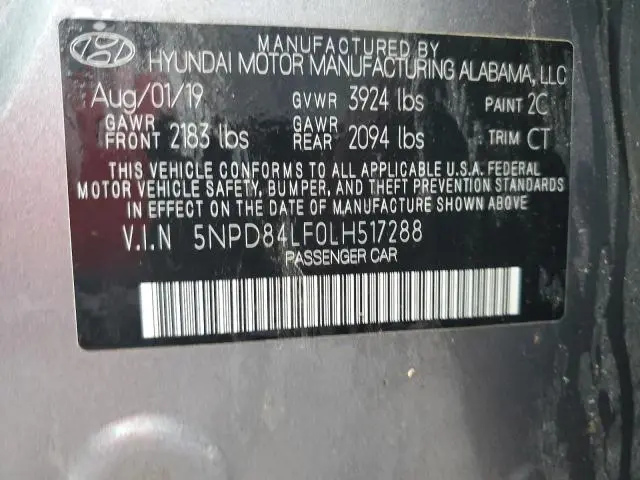 MANUFACTURED BY
HYUNDAI MOTOR MANUFACTURING ALABAMA, LLC
Aug/01/19 GVWR 3924 lbs PAINT 2C
GAWR FRONT 2183 lbs GAWR REAR 2094 lbs TRIM CT
THIS VEHICLE CONFORMS TO ALL APPLICABLE U.S.A. FEDERAL
MOTOR VEHICLE SAFETY, BUMPER, AND THEFT PREVENTION STANDARDS
IN EFFECT ON THE DATE OF MANUFACTURE SHOWN ABOVE.
V.I.N 5NPD84LF0LH517288
PASSENGER CAR